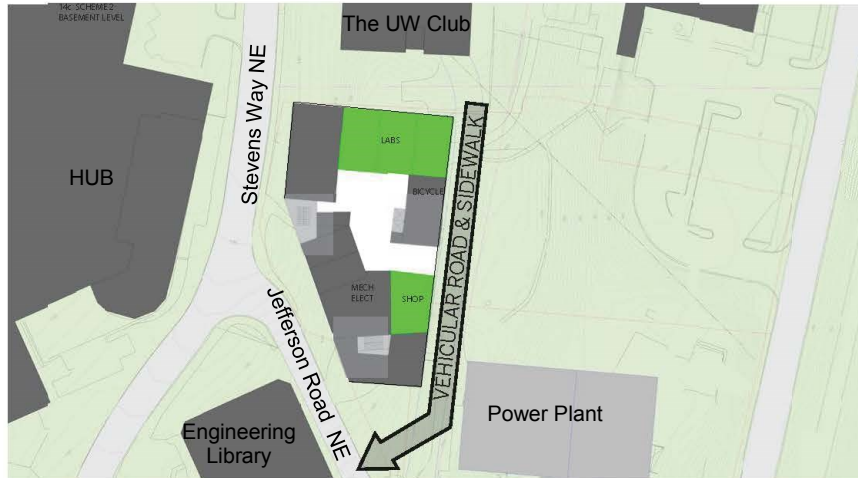 14c SCHEME 2
BASEMENT LEVEL
The UW Club
Stevens Way NE
HUB
LABS
BICYCLE
VEHICULAR ROAD & SIDEWALK
MECH
ELECT
SHOP
Jefferson Road NE
Power Plant
Engineering
Library